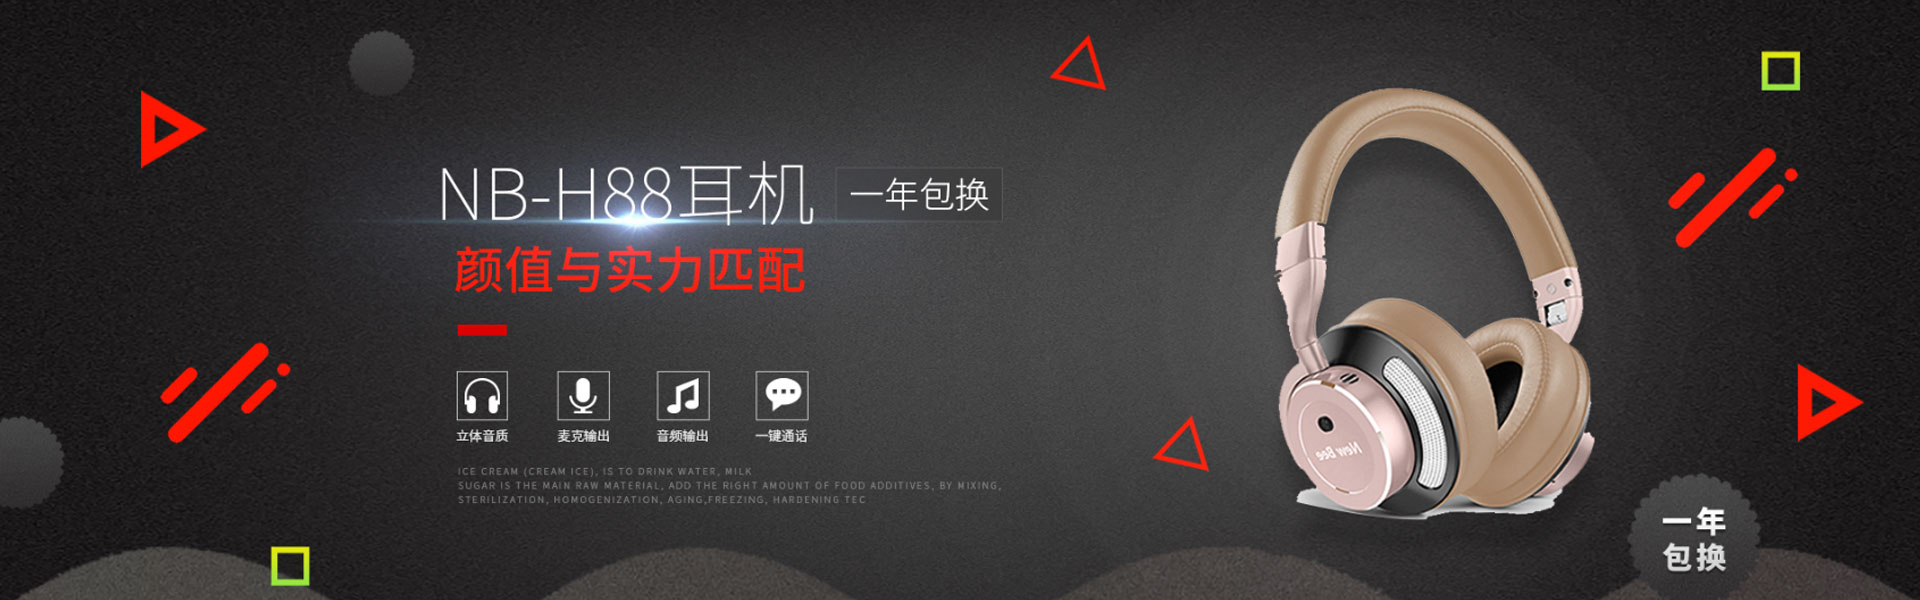 NB-H88耳机
一年包换
颜值与实力匹配
立体音质
麦克输出
音频输出
一键通话
ICE CREAM (CREAM ICE), IS TO DRINK WATER, MILK
SUGAR IS THE MAIN RAW MATERIAL, ADD THE RIGHT AMOUNT OF FOOD ADDITIVES, BY MIXING,
STERILIZATION, HOMOGENIZATION, AGING,FREEZING, HARDENING TEC
New Bee
一年
包换